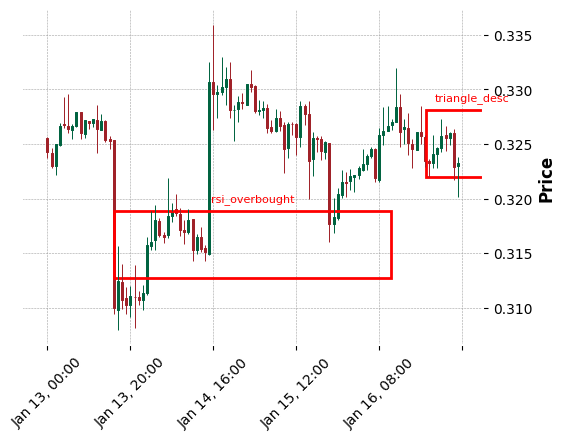 0.335
0.330
triangle_desc
0.325
Price
0.320
rsi_overbought
0.315
0.310
Jan 13, 00:00
Jan 13, 20:00
Jan 14, 16:00
Jan 15, 12:00
Jan 16, 08:00